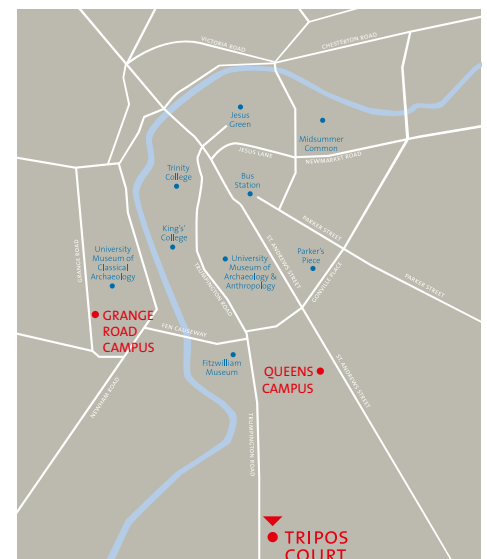 VICTORIA ROAD
CHESTERTON ROAD
Jesus
Green
Midsummer
Common
JESUS LANE
NEWMARKET ROAD
Trinity
College
Bus
Station
PARKER STREET
King's'
College
ST. ANDREWS STREET
GRANGE ROAD
University
Museum of
Classical
Archaeology
University
Museum of
Archaeology &
Anthropology
Parker's
Piece
GONVILLE PLACE
PARKER STREET
TRUMPINGTON ROAD
GRANGE
ROAD
CAMPUS
FEN CAUSEWAY
Fitzwilliam
Museum
QUEENS
CAMPUS
ST. ANDREWS STREET
NEWHAM ROAD
TRUMPINGTON ROAD
TRIPOS
COURT